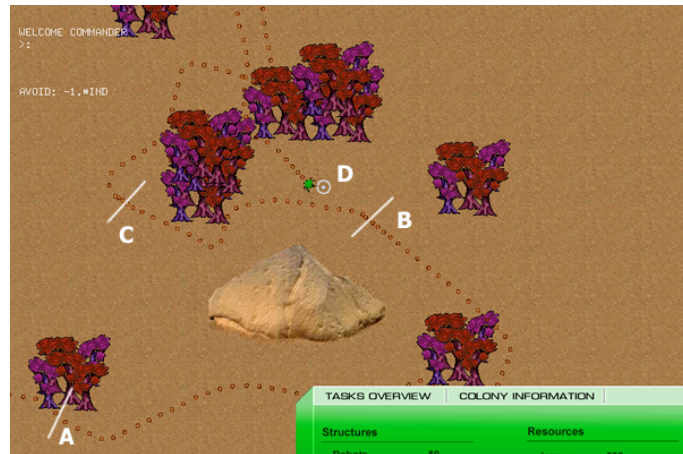 WELCOME COMMANDER
>:
AVOID: -1.#IND
D
B
C
A
TASKS OVERVIEW
COLONY INFORMATION
Structures
Resources
Robots 50